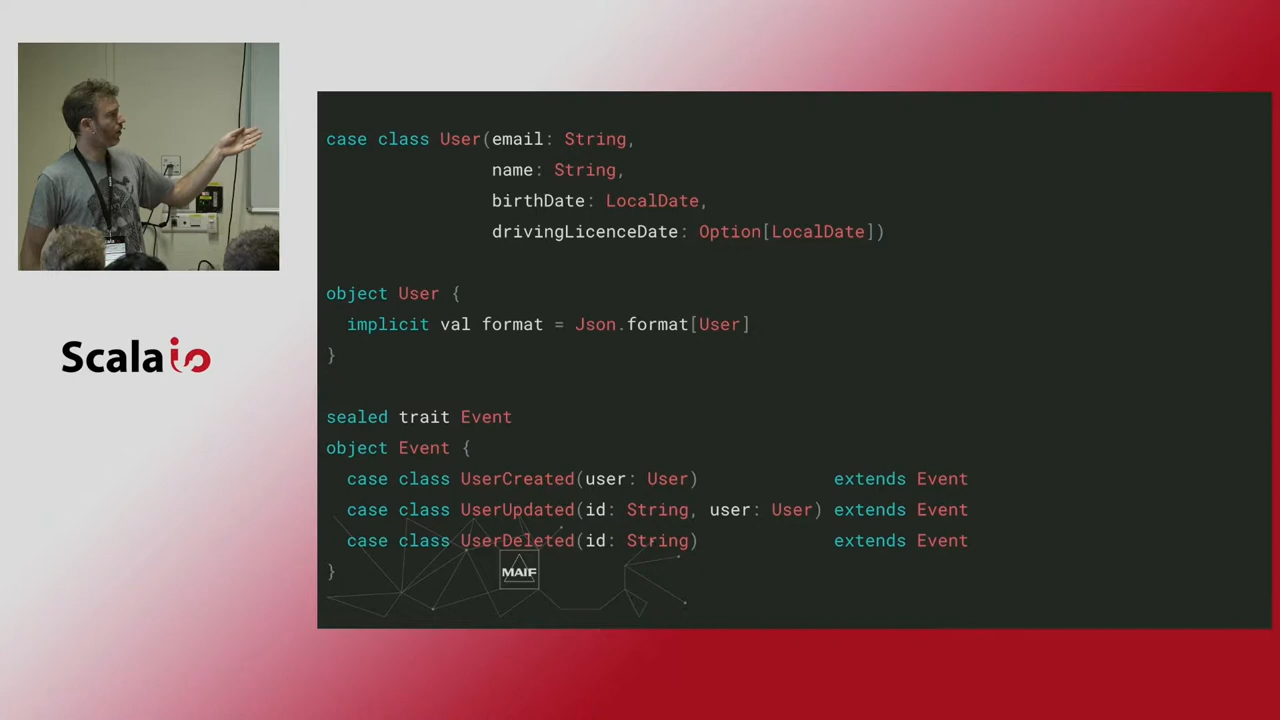 case class User(email: String,
name: String,
birthDate: LocalDate,
drivingLicenceDate: Option[LocalDate])
object User {
implicit val format = Json.format[User]
}
sealed trait Event
object Event {
case class UserCreated(user: User) extends Event
case class UserUpdated(id: String, user: User) extends Event
case class UserDeleted(id: String) extends Event
}
MAIF
Scala io